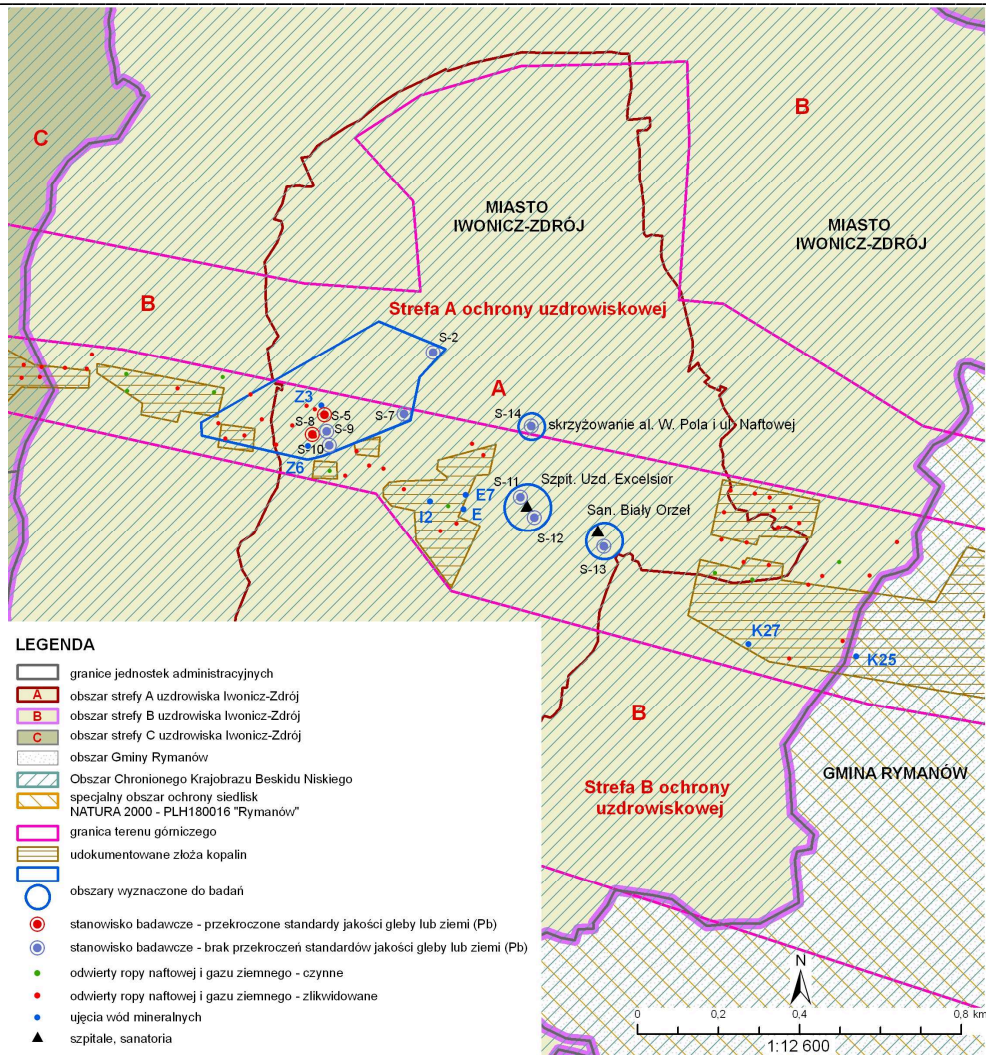 B
C
MIASTO
IWONICZ-ZDRÓJ
MIASTO
IWONICZ-ZDRÓJ
B
Strefa A ochrony uzdrowiskowej
S-2
A
Z3
S-5
S-7
S-8
S-9
S-10
S-14
skrzyżowanie al. W. Pola i ul. Naftowej
Z6
S-11
Szpit. Uzd. Excelsior
E7
I2
E
San. Biały Orzeł
S-12
S-13
K27
K25
B
GMINA RYMANÓW
Strefa B ochrony
uzdrowiskowej
LEGENDA
granice jednostek administracyjnych
A obszar strefy A uzdrowiska Iwonicz-Zdrój
B obszar strefy B uzdrowiska Iwonicz-Zdrój
C obszar strefy C uzdrowiska Iwonicz-Zdrój
obszar Gminy Rymanów
Obszar Chronionego Krajobrazu Beskidu Niskiego
specjalny obszar ochrony siedlisk
NATURA 2000 - PLH180016 "Rymanów"
granica terenu górniczego
udokumentowane złoża kopalin
obszary wyznaczone do badań
stanowisko badawcze - przekroczone standardy jakości gleby lub ziemi (Pb)
stanowisko badawcze - brak przekroczeń standardów jakości gleby lub ziemi (Pb)
odwierty ropy naftowej i gazu ziemnego - czynne
odwierty ropy naftowej i gazu ziemnego - zlikwidowane
ujęcia wód mineralnych
szpitale, sanatoria
N
0 0,2 0,4 0,8 km
1:12 600